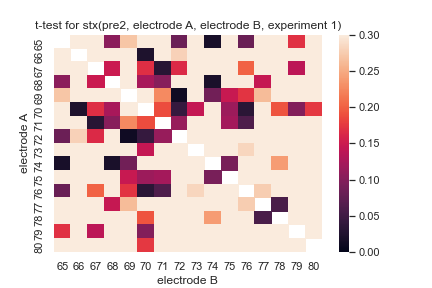 t-test for stx(pre2, electrode A, electrode B, experiment 1)
electrode A
65 66 67 68 69 70 71 72 73 74 75 76 77 78 79 80
65 66 67 68 69 70 71 72 73 74 75 76 77 78 79 80
electrode B
0.30
0.25
0.20
0.15
0.10
0.05
0.00